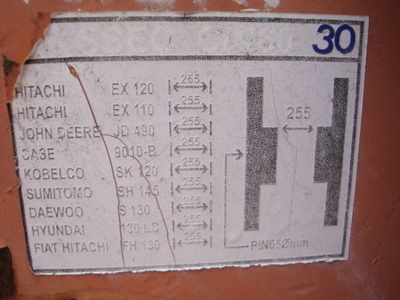 30
HITACHI EX 120 255
HITACHI EX 110 255
JOHN DEERE JD 490 255
CASE 9010-B 255
KOBELCO SK 120 255
SUMITOMO SH 145 255
DAEWOO S 130 255
HYUNDAI 130 LC 255
FIAT HITACHI FH 130 255
255
PIN65Ømm